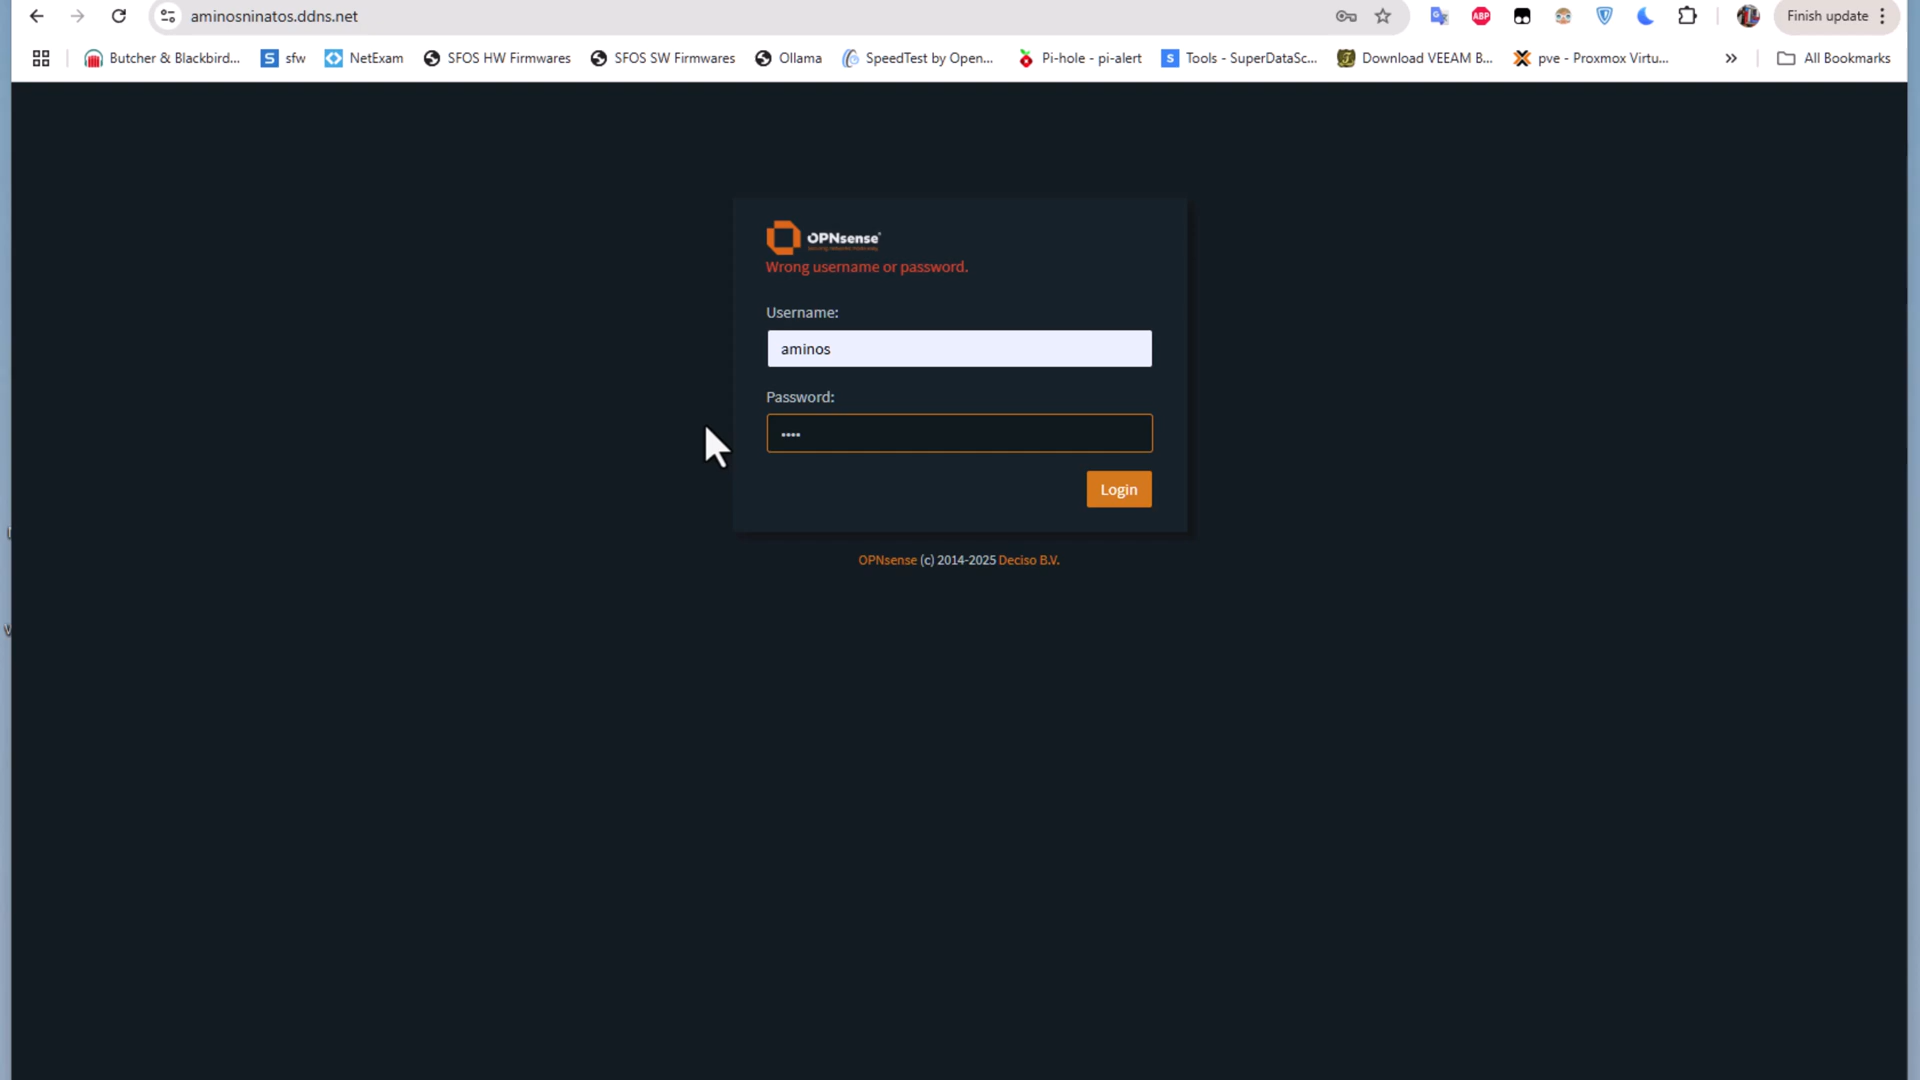 aminosninatos.ddns.net
ABP
Finish update
Butcher & Blackbird...
S sfw
NetExam
SFOS HW Firmwares
SFOS SW Firmwares
Ollama
SpeedTest by Open...
Pi-hole - pi-alert
S Tools - SuperDataSc...
Download VEEAM B...
pve - Proxmox Virtu...
»
All Bookmarks
OPNsense
Wrong username or password.
Username:
aminos
Password:
••••
Login
OPNsense (c) 2014-2025 Deciso B.V.